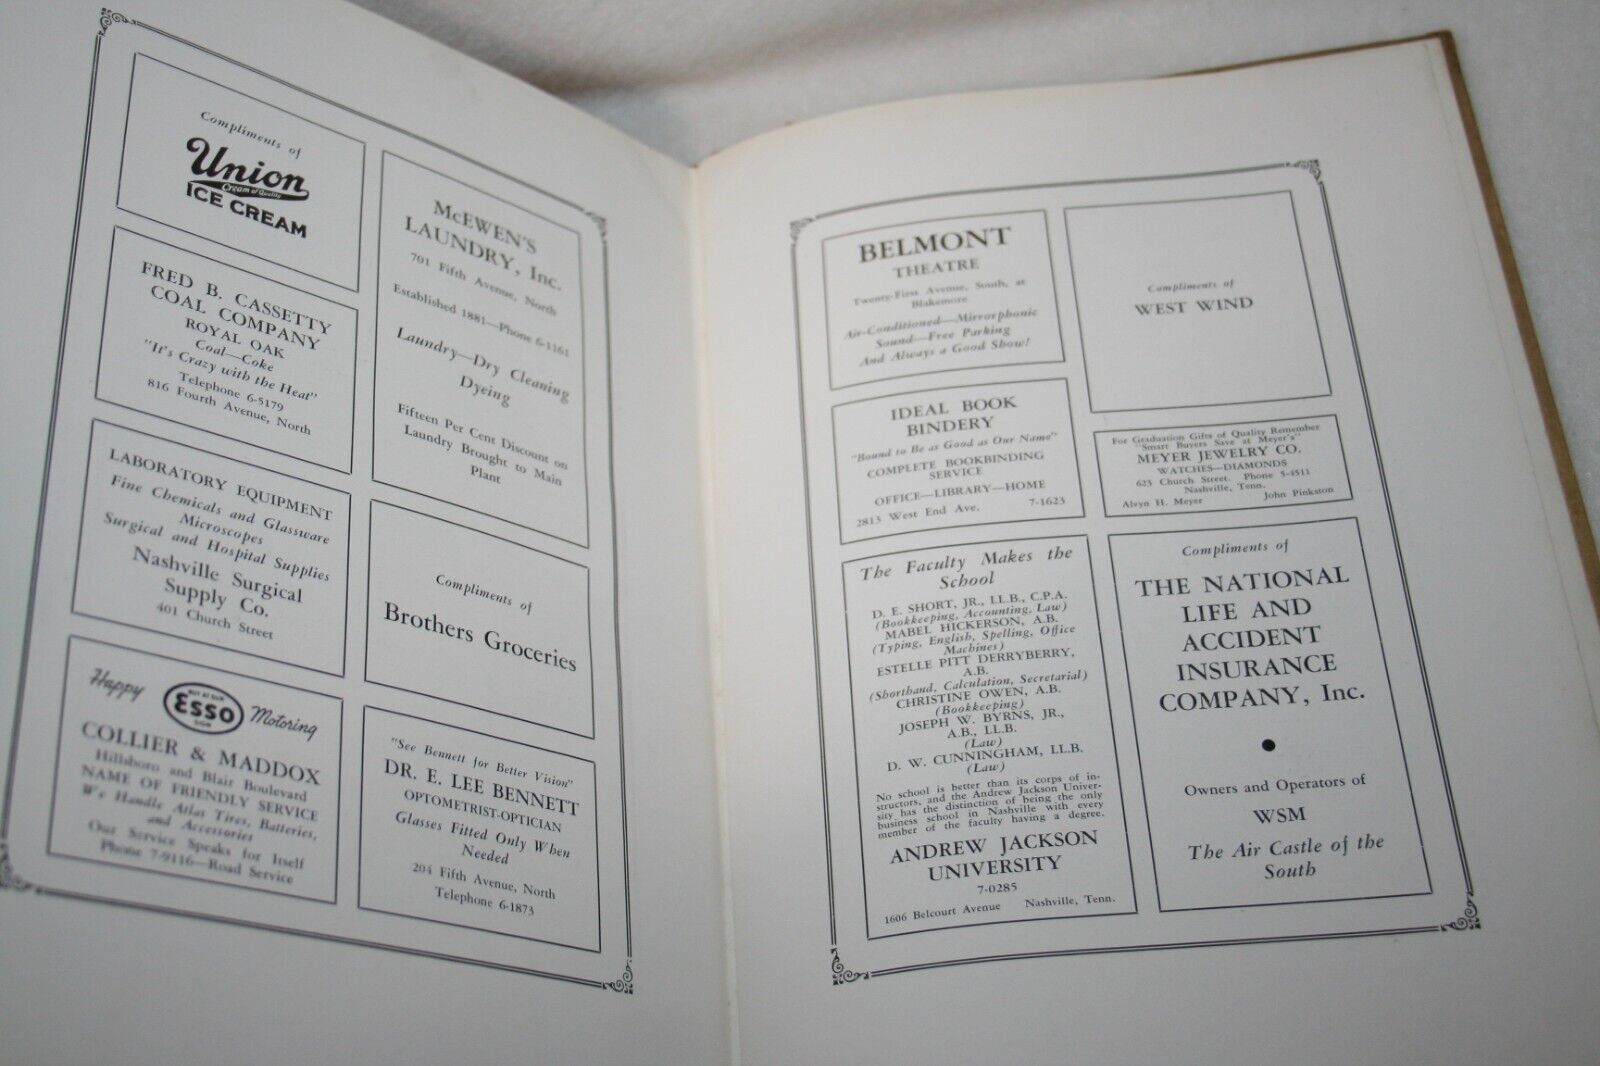 Compliments of
Union
Cream of Quality
ICE CREAM
FRED B. CASSETTY
COAL COMPANY
ROYAL OAK
Coal—Coke
"It's Crazy with the Heat"
Telephone 6-5179
816 Fourth Avenue, North
LABORATORY EQUIPMENT
Fine Chemicals and Glassware
Microscopes
Surgical and Hospital Supplies
Nashville Surgical
Supply Co.
401 Church Street
Happy
BUY AT OUR
Esso
SIGN
Motoring
COLLIER & MADDOX
Hillsboro and Blair Boulevard
NAME OF FRIENDLY SERVICE
We Handle Atlas Tires, Batteries,
and Accessories
Our Service Speaks for Itself
Phone 7-9116—Road Service
McEWEN'S
LAUNDRY, Inc.
701 Fifth Avenue, North
Established 1881—Phone 6-1161
Laundry—Dry Cleaning
Dyeing
Fifteen Per Cent Discount on
Laundry Brought to Main
Plant
Compliments of
Brothers Groceries
"See Bennett for Better Vision"
DR. E. LEE BENNETT
OPTOMETRIST-OPTICIAN
Glasses Fitted Only When
Needed
204 Fifth Avenue, North
Telephone 6-1873
BELMONT
THEATRE
Twenty-First Avenue, South, at
Blakemore
Air-Conditioned—Mirrorphonic
Sound—Free Parking
And Always a Good Show!
IDEAL BOOK
BINDERY
"Bound to Be as Good as Our Name"
COMPLETE BOOKBINDING
SERVICE
OFFICE—LIBRARY—HOME
2813 West End Ave. 7-1623
The Faculty Makes the
School
D. E. SHORT, JR., LL.B., C.P.A.
(Bookkeeping, Accounting, Law)
MABEL HICKERSON, A.B.
(Typing, English, Spelling, Office
Machines)
ESTELLE PITT DERRYBERRY,
A.B.
(Shorthand, Calculation, Secretarial)
CHRISTINE OWEN, A.B.
(Bookkeeping)
JOSEPH W. BYRNS, JR.,
A.B., LL.B.
(Law)
D. W. CUNNINGHAM, LL.B.
(Law)
No school is better than its corps of in-
structors, and the Andrew Jackson Univer-
sity has the distinction of being the only
business school in Nashville with every
member of the faculty having a degree.
ANDREW JACKSON
UNIVERSITY
7-0285
1606 Belcourt Avenue Nashville, Tenn.
Compliments of
WEST WIND
For Graduation Gifts of Quality Remember
"Smart Buyers Save at Meyer's"
MEYER JEWELRY CO.
WATCHES—DIAMONDS
623 Church Street. Phone 5-4511
Nashville, Tenn.
Alvyn H. Meyer John Pinkston
Compliments of
THE NATIONAL
LIFE AND
ACCIDENT
INSURANCE
COMPANY, Inc.
Owners and Operators of
WSM
The Air Castle of the
South